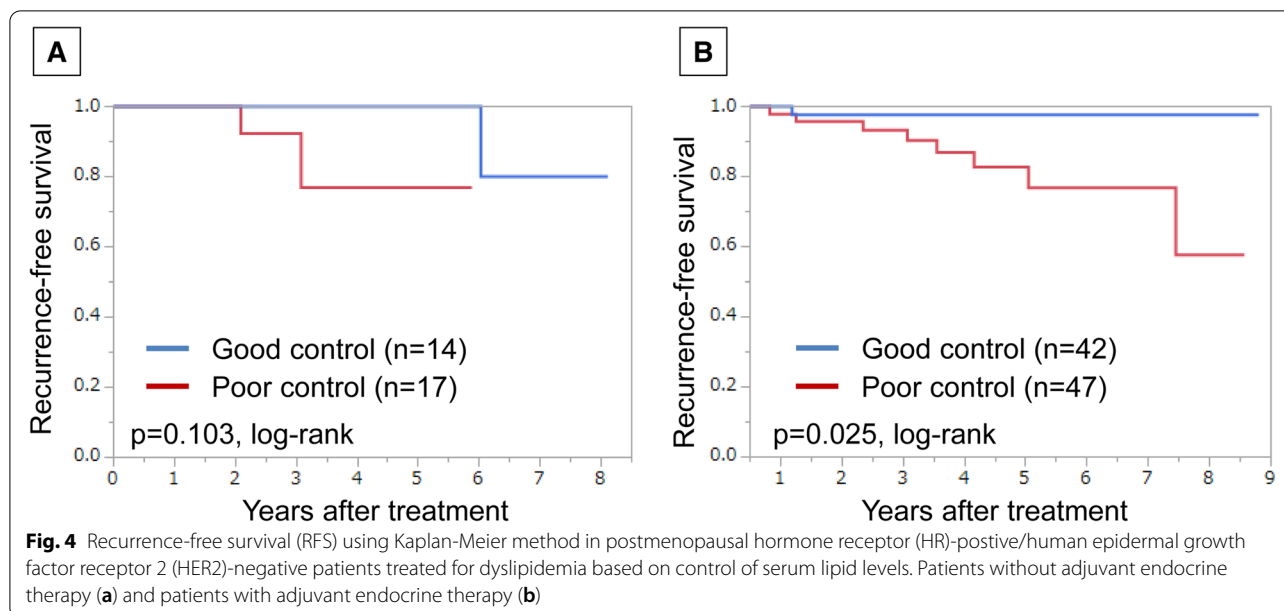 A
Recurrence-free survival
1.0
0.8
0.6
0.4
0.2
0.0
Good control (n=14)
Poor control (n=17)
p=0.103, log-rank
0 1 2 3 4 5 6 7 8
Years after treatment
B
Recurrence-free survival
1.0
0.8
0.6
0.4
0.2
0.0
Good control (n=42)
Poor control (n=47)
p=0.025, log-rank
1 2 3 4 5 6 7 8 9
Years after treatment
Fig. 4 Recurrence-free survival (RFS) using Kaplan-Meier method in postmenopausal hormone receptor (HR)-postive/human epidermal growth
factor receptor 2 (HER2)-negative patients treated for dyslipidemia based on control of serum lipid levels. Patients without adjuvant endocrine
therapy (a) and patients with adjuvant endocrine therapy (b)